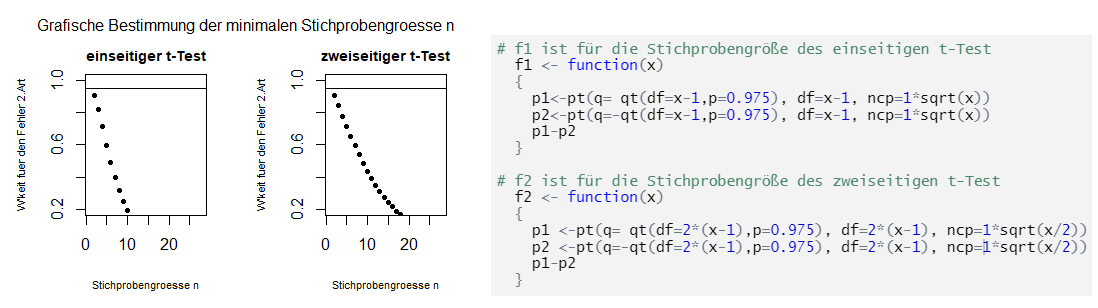 Grafische Bestimmung der minimalen Stichprobengroesse n
einseitiger t-Test
W'keit fuer den Fehler 2.Art
1.0
0.6
0.2
0 10 20
Stichprobengroesse n
zweiseitiger t-Test
W'keit fuer den Fehler 2.Art
1.0
0.6
0.2
0 10 20
Stichprobengroesse n
# f1 ist für die Stichprobengröße des einseitigen t-Test
f1 <- function(x)
{
p1<-pt(q= qt(df=x-1,p=0.975), df=x-1, ncp=1*sqrt(x))
p2<-pt(q=-qt(df=x-1,p=0.975), df=x-1, ncp=1*sqrt(x))
p1-p2
}
# f2 ist für die Stichprobengröße des zweiseitigen t-Test
f2 <- function(x)
{
p1 <-pt(q= qt(df=2*(x-1),p=0.975), df=2*(x-1), ncp=1*sqrt(x/2))
p2 <-pt(q=-qt(df=2*(x-1),p=0.975), df=2*(x-1), ncp=1*sqrt(x/2))
p1-p2
}